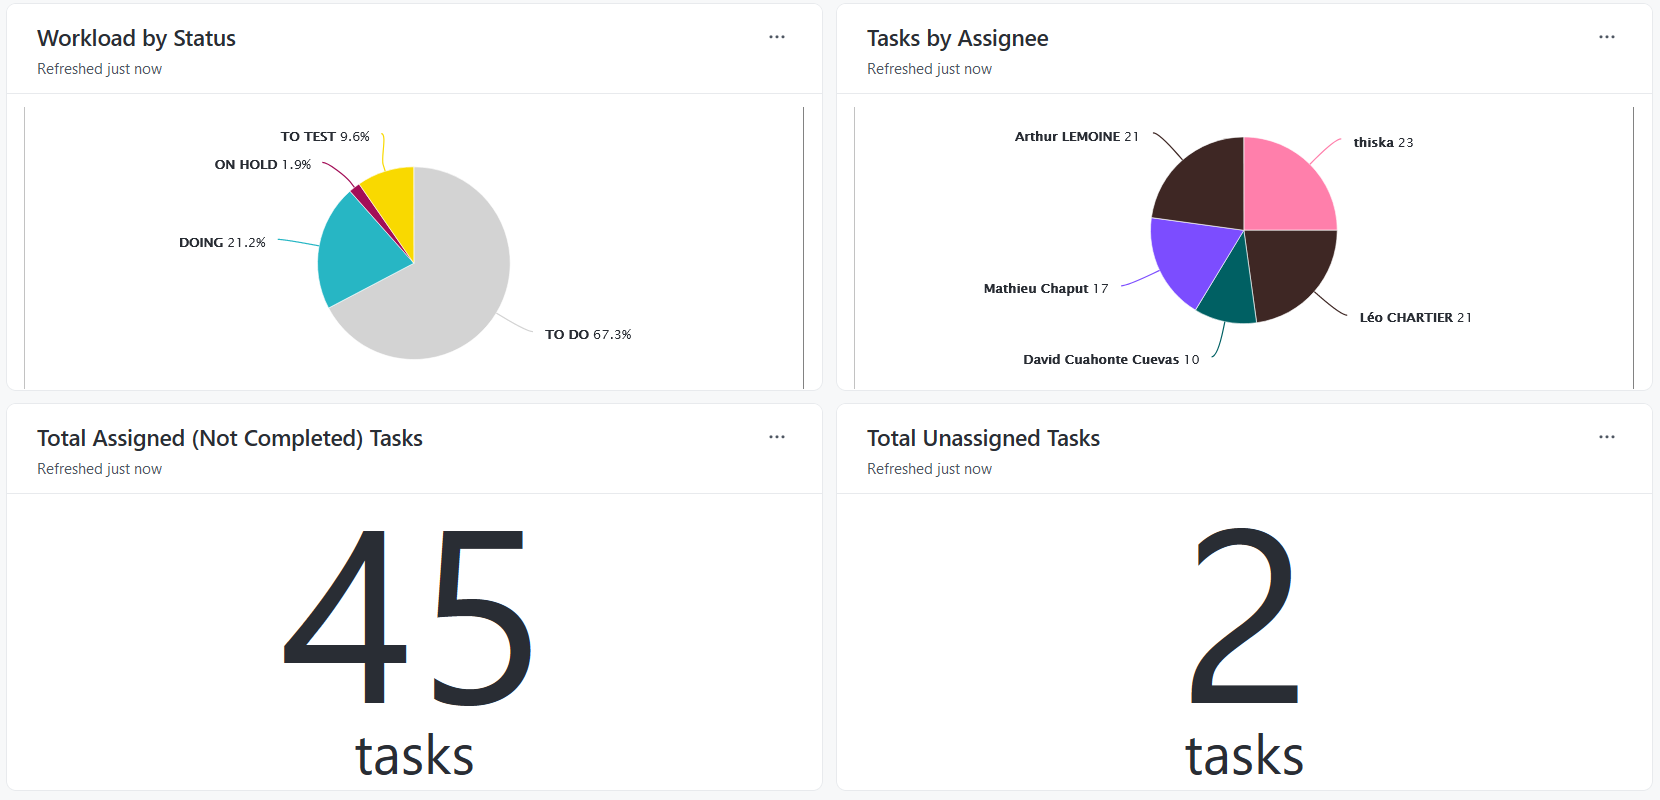 Workload by Status
Refreshed just now
TO TEST 9.6%
ON HOLD 1.9%
DOING 21.2%
TO DO 67.3%
Tasks by Assignee
Refreshed just now
Arthur LEMOINE 21
thiska 23
Mathieu Chaput 17
Léo CHARTIER 21
David Cuahonte Cuevas 10
Total Assigned (Not Completed) Tasks
Refreshed just now
45
tasks
Total Unassigned Tasks
Refreshed just now
2
tasks